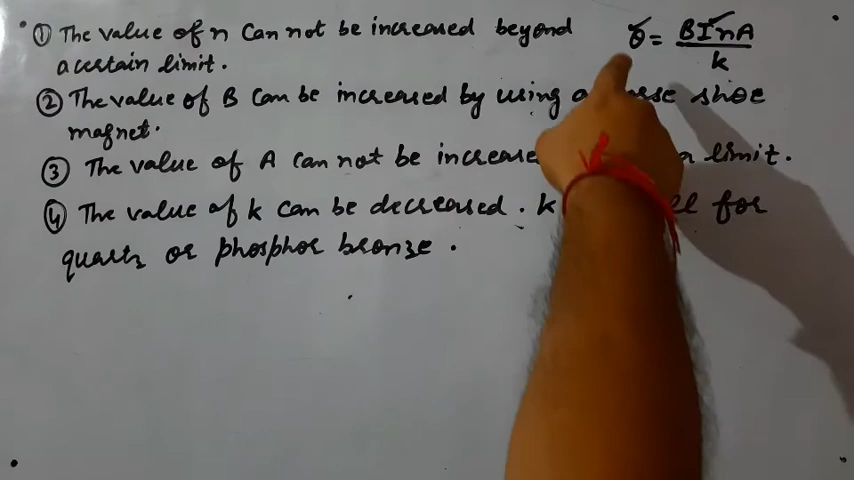 ① The value of n can not be increased beyond
a certain limit.
θ = BInA
k
② The value of B can be increased by using a shoe
magnet.
③ The value of A can not be increase a limit.
④ The value of k can be decreased. k for
quartz or phosphor bronze.